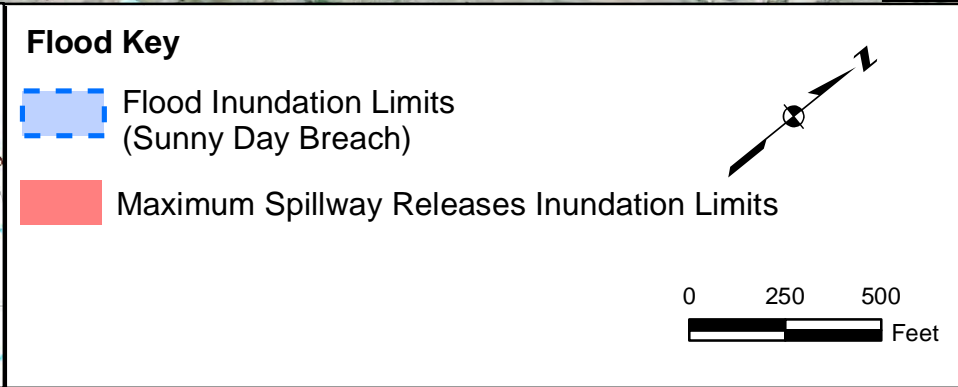 Flood Key
Flood Inundation Limits
(Sunny Day Breach)
Maximum Spillway Releases Inundation Limits
N
0 250 500
Feet